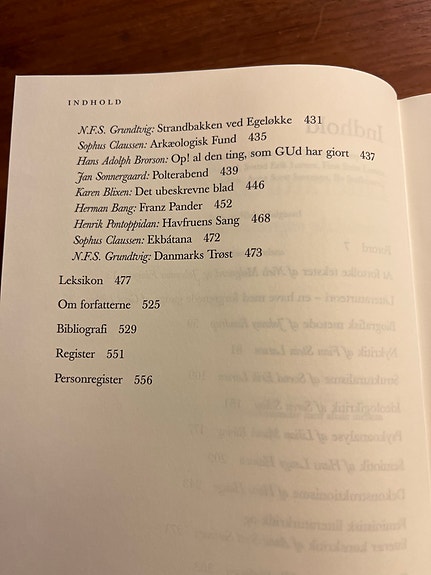 INDHOLD
N.F.S. Grundtvig: Strandbakken ved Egeløkke 431
Sophus Claussen: Arkæologisk Fund 435
Hans Adolph Brorson: Op! al den ting, som GUd har giort 437
Jan Sonnergaard: Polterabend 439
Karen Blixen: Det ubeskrevne blad 446
Herman Bang: Franz Pander 452
Henrik Pontoppidan: Havfruens Sang 468
Sophus Claussen: Ekbátana 472
N.F.S. Grundtvig: Danmarks Trøst 473
Leksikon 477
Om forfatterne 525
Bibliografi 529
Register 551
Personregister 556